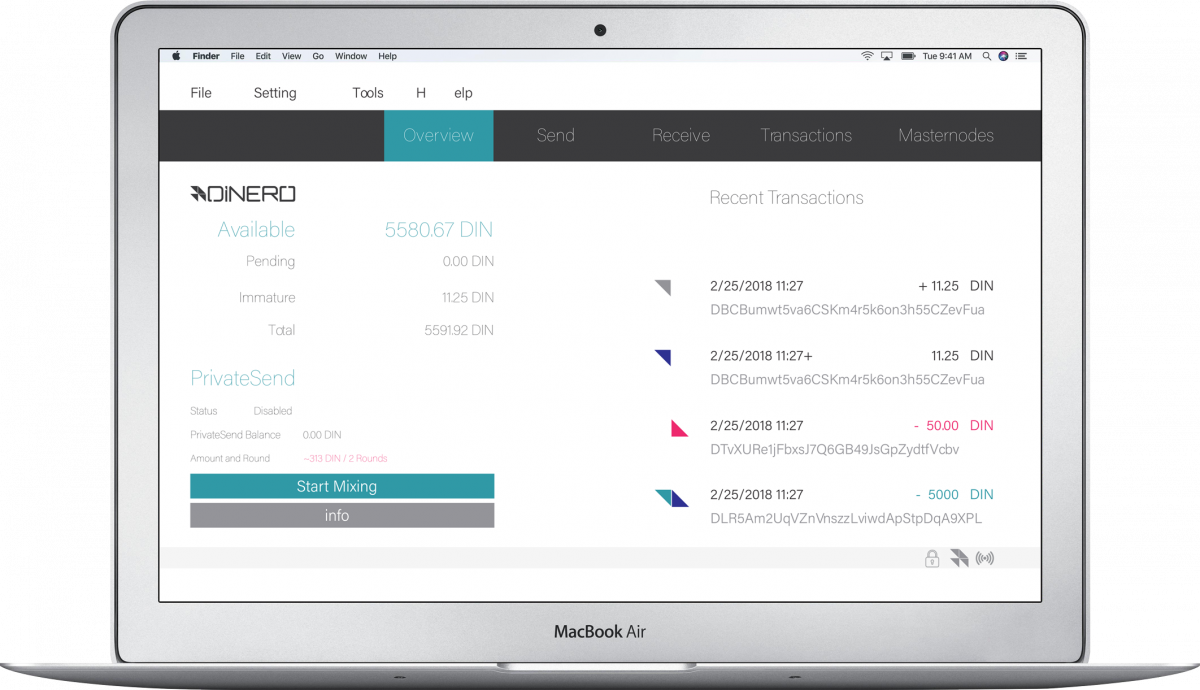 Finder File Edit View Go Window Help Tue 9:41 AM
File Setting Tools H elp
Overview Send Receive Transactions Masternodes
DiNERO
Available 5580.67 DIN
Pending 0.00 DIN
Immature 11.25 DIN
Total 5591.92 DIN
PrivateSend
Status Disabled
PrivateSend Balance 0.00 DIN
Amount and Round ~313 DIN / 2 Rounds
Start Mixing
info
Recent Transactions
2/25/2018 11:27 + 11.25 DIN
DBCBumwt5va6CSKm4r5k6on3h55CZevFua
2/25/2018 11:27+ 11.25 DIN
DBCBumwt5va6CSKm4r5k6on3h55CZevFua
2/25/2018 11:27 - 50.00 DIN
DTvXURe1jFbxsJ7Q6GB49JsGpZydtfVcbv
2/25/2018 11:27 - 5000 DIN
DLR5Am2UqVZnVnszzLviwdApStpDqA9XPL
MacBook Air